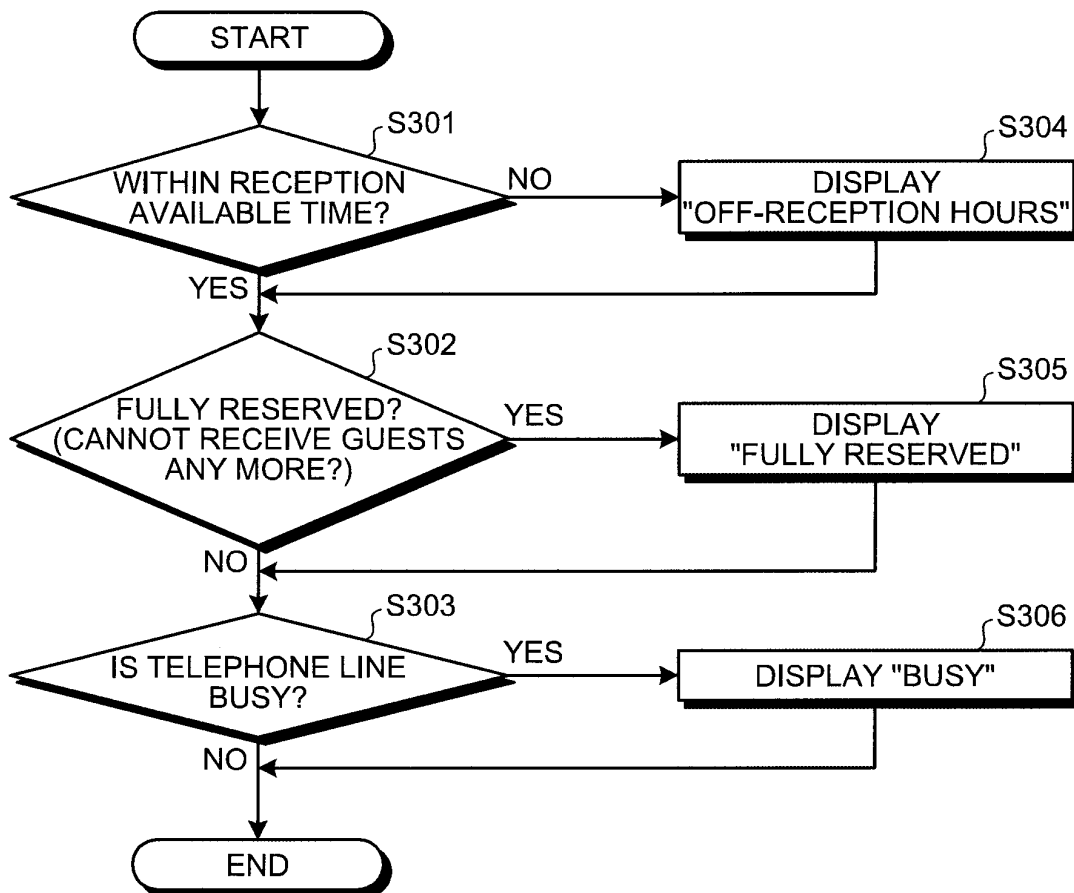 START
S301
WITHIN RECEPTION
AVAILABLE TIME?
NO
S304
DISPLAY
"OFF-RECEPTION HOURS"
YES
S302
FULLY RESERVED?
(CANNOT RECEIVE GUESTS
ANY MORE?)
YES
S305
DISPLAY
"FULLY RESERVED"
NO
S303
IS TELEPHONE LINE
BUSY?
YES
S306
DISPLAY "BUSY"
NO
END